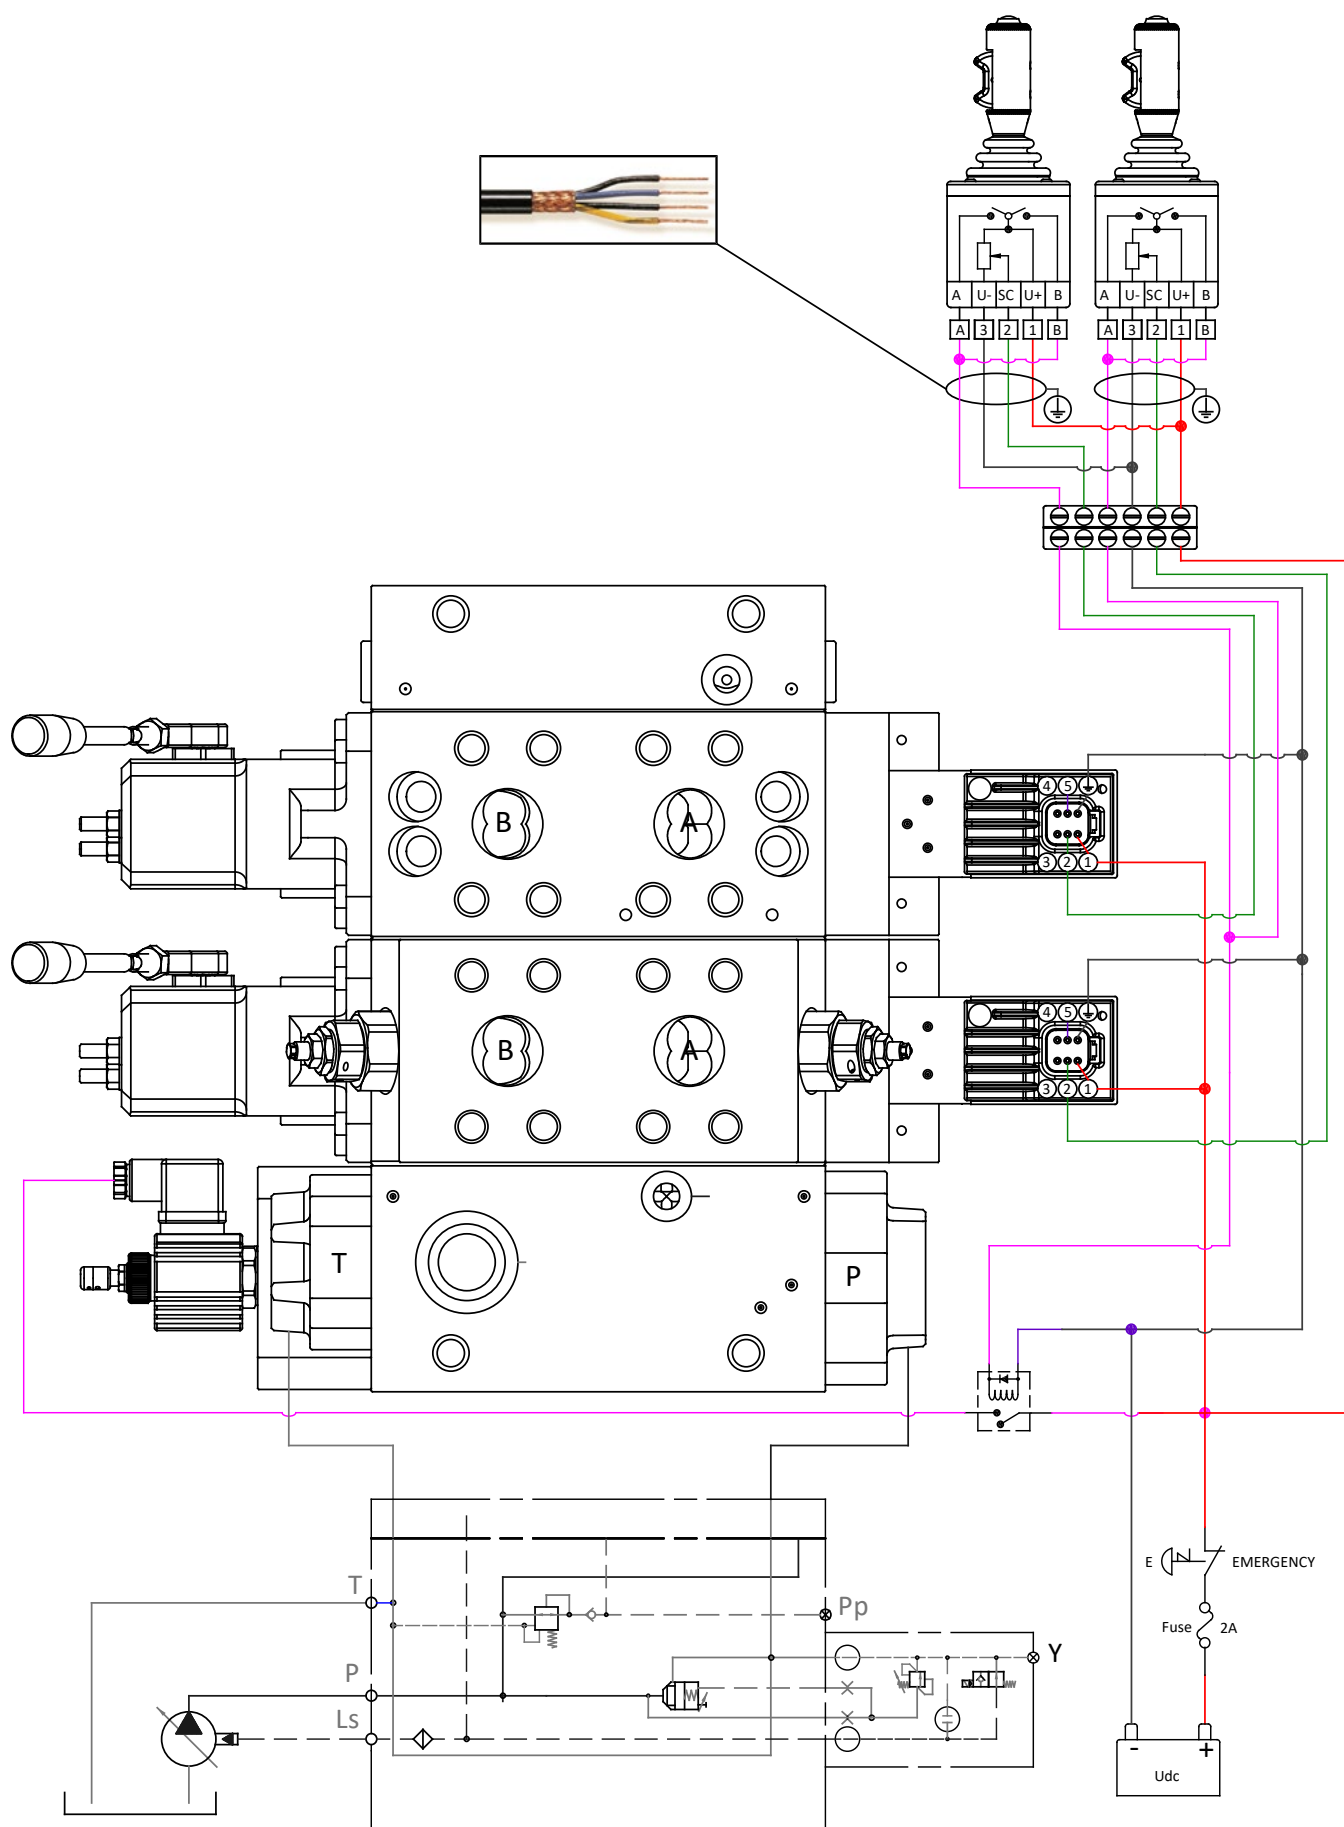 A U- SC U+ B
A U- SC U+ B
A 3 2 1 B
A 3 2 1 B
4 5
B A
3 2 1
4 5
B A
3 2 1
T
P
E EMERGENCY
T
Pp
Fuse 2A
Y
P
Ls
- +
Udc